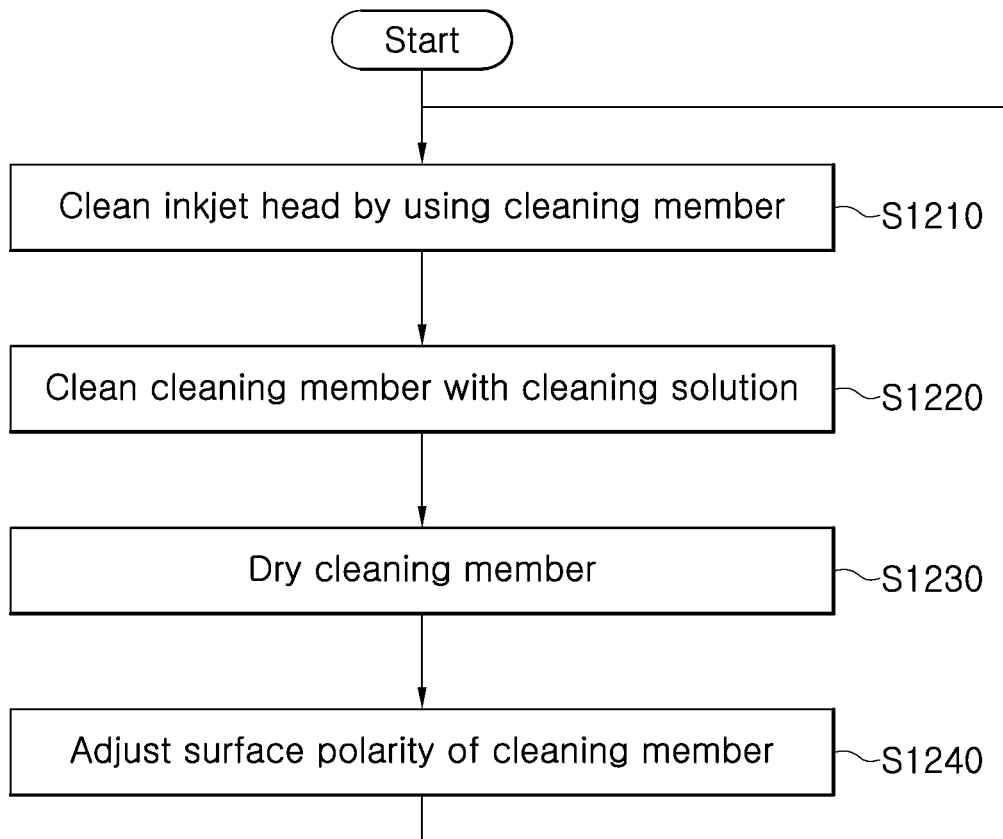 Start
Clean inkjet head by using cleaning member
S1210
Clean cleaning member with cleaning solution
S1220
Dry cleaning member
S1230
Adjust surface polarity of cleaning member
S1240